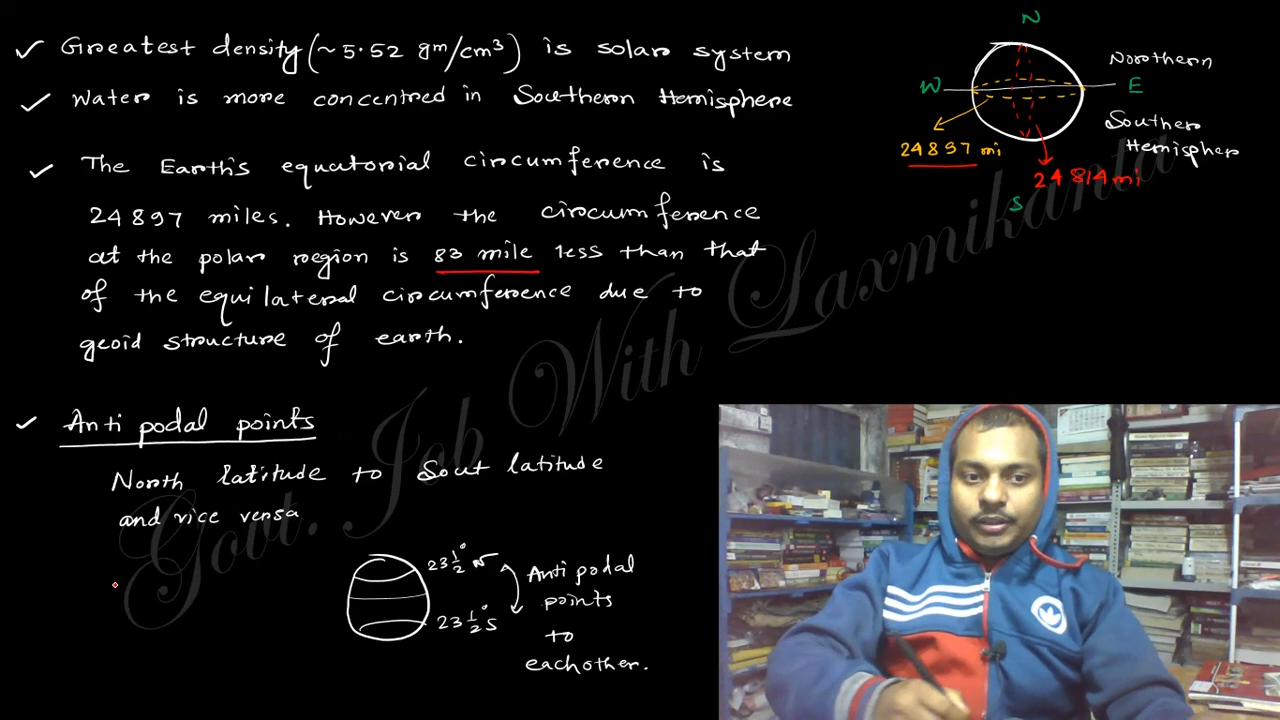 ✓ Greatest density (~5.52 gm/cm³) is solar system
✓ Water is more concentred in Southern Hemisphere
✓ The Earth's equatorial circumference is
24897 miles. However the circumference
at the polar region is 83 mile less than that
of the equilateral circumference due to
geoid structure of earth.
✓ Anti podal points
North latitude to Sout latitude
and vice versa
23½° N
23½° S
Anti podal
points
to
eachother.
N
W
E
S
Northern
Southern
Hemispher
24897 mi
24814 mi
Govt. Job With Laxmikanta